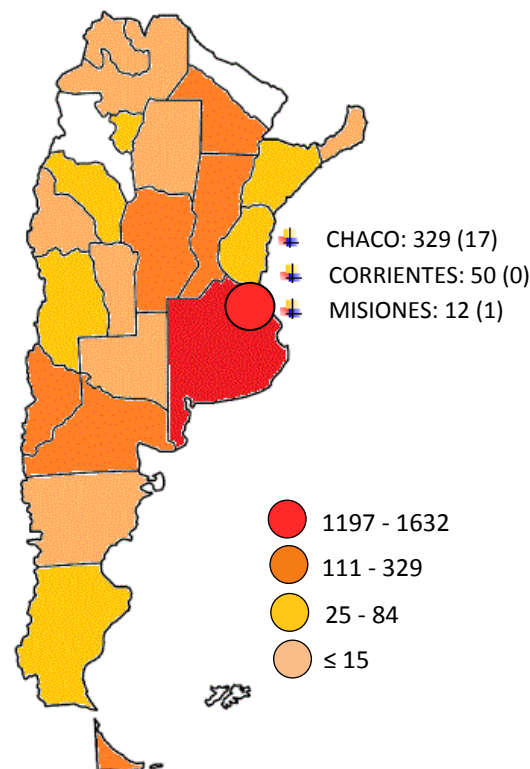 CHACO: 329 (17)
CORRIENTES: 50 (0)
MISIONES: 12 (1)
1197 - 1632
111 - 329
25 - 84
≤ 15